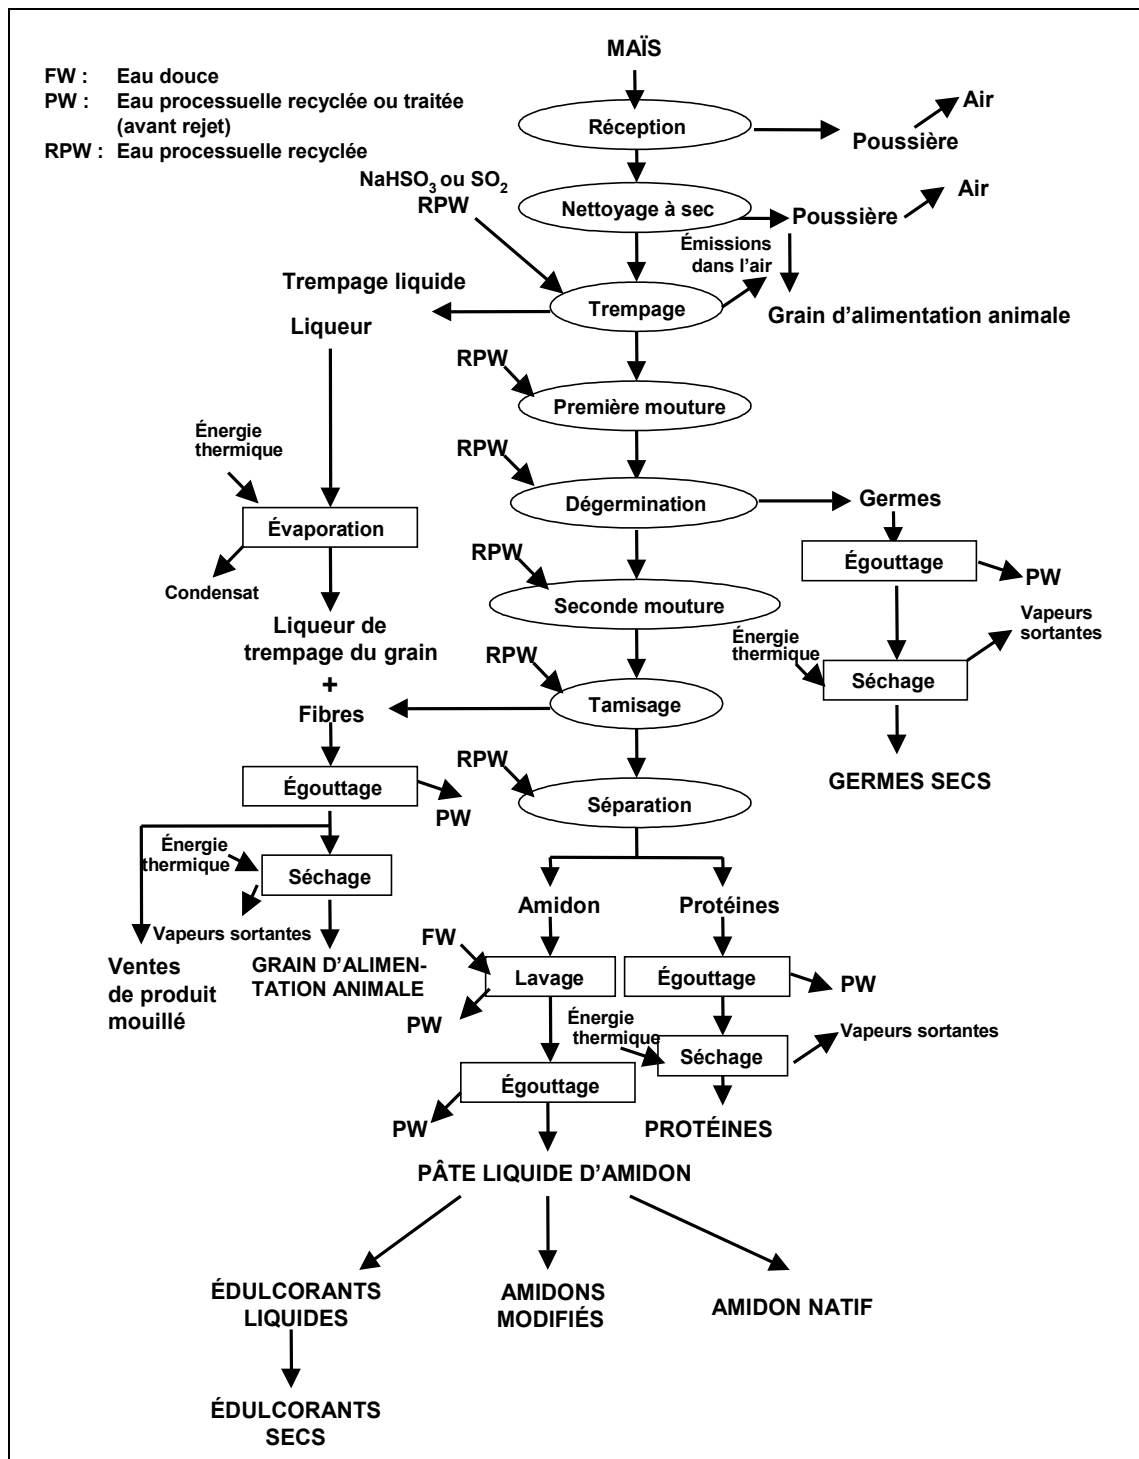 MAÏS
FW : Eau douce
PW : Eau processuelle recyclée ou traitée
(avant rejet)
RPW : Eau processuelle recyclée
Air
Réception
Poussière
NaHSO3 ou SO2
RPW
Nettoyage à sec
Poussière
Air
Émissions
dans l’air
Trempage liquide
Trempage
Grain d’alimentation animale
Liqueur
RPW
Première mouture
Énergie
thermique
RPW
Dégermination
Germes
Évaporation
RPW
Égouttage
PW
Condensat
Seconde mouture
Vapeurs
sortantes
Liqueur de
trempage du grain
RPW
Énergie
thermique
Séchage
+
Fibres
Tamisage
RPW
GERMES SECS
Égouttage
PW
Séparation
Énergie
thermique
Séchage
Amidon
Protéines
Vapeurs sortantes
FW
Ventes
de produit
mouillé
GRAIN D’ALIMEN-
TATION ANIMALE
Lavage
Égouttage
PW
PW
Énergie
thermique
Séchage
Vapeurs sortantes
Égouttage
PW
PROTÉINES
PÂTE LIQUIDE D’AMIDON
ÉDULCORANTS
LIQUIDES
AMIDONS
MODIFIÉS
AMIDON NATIF
ÉDULCORANTS
SECS